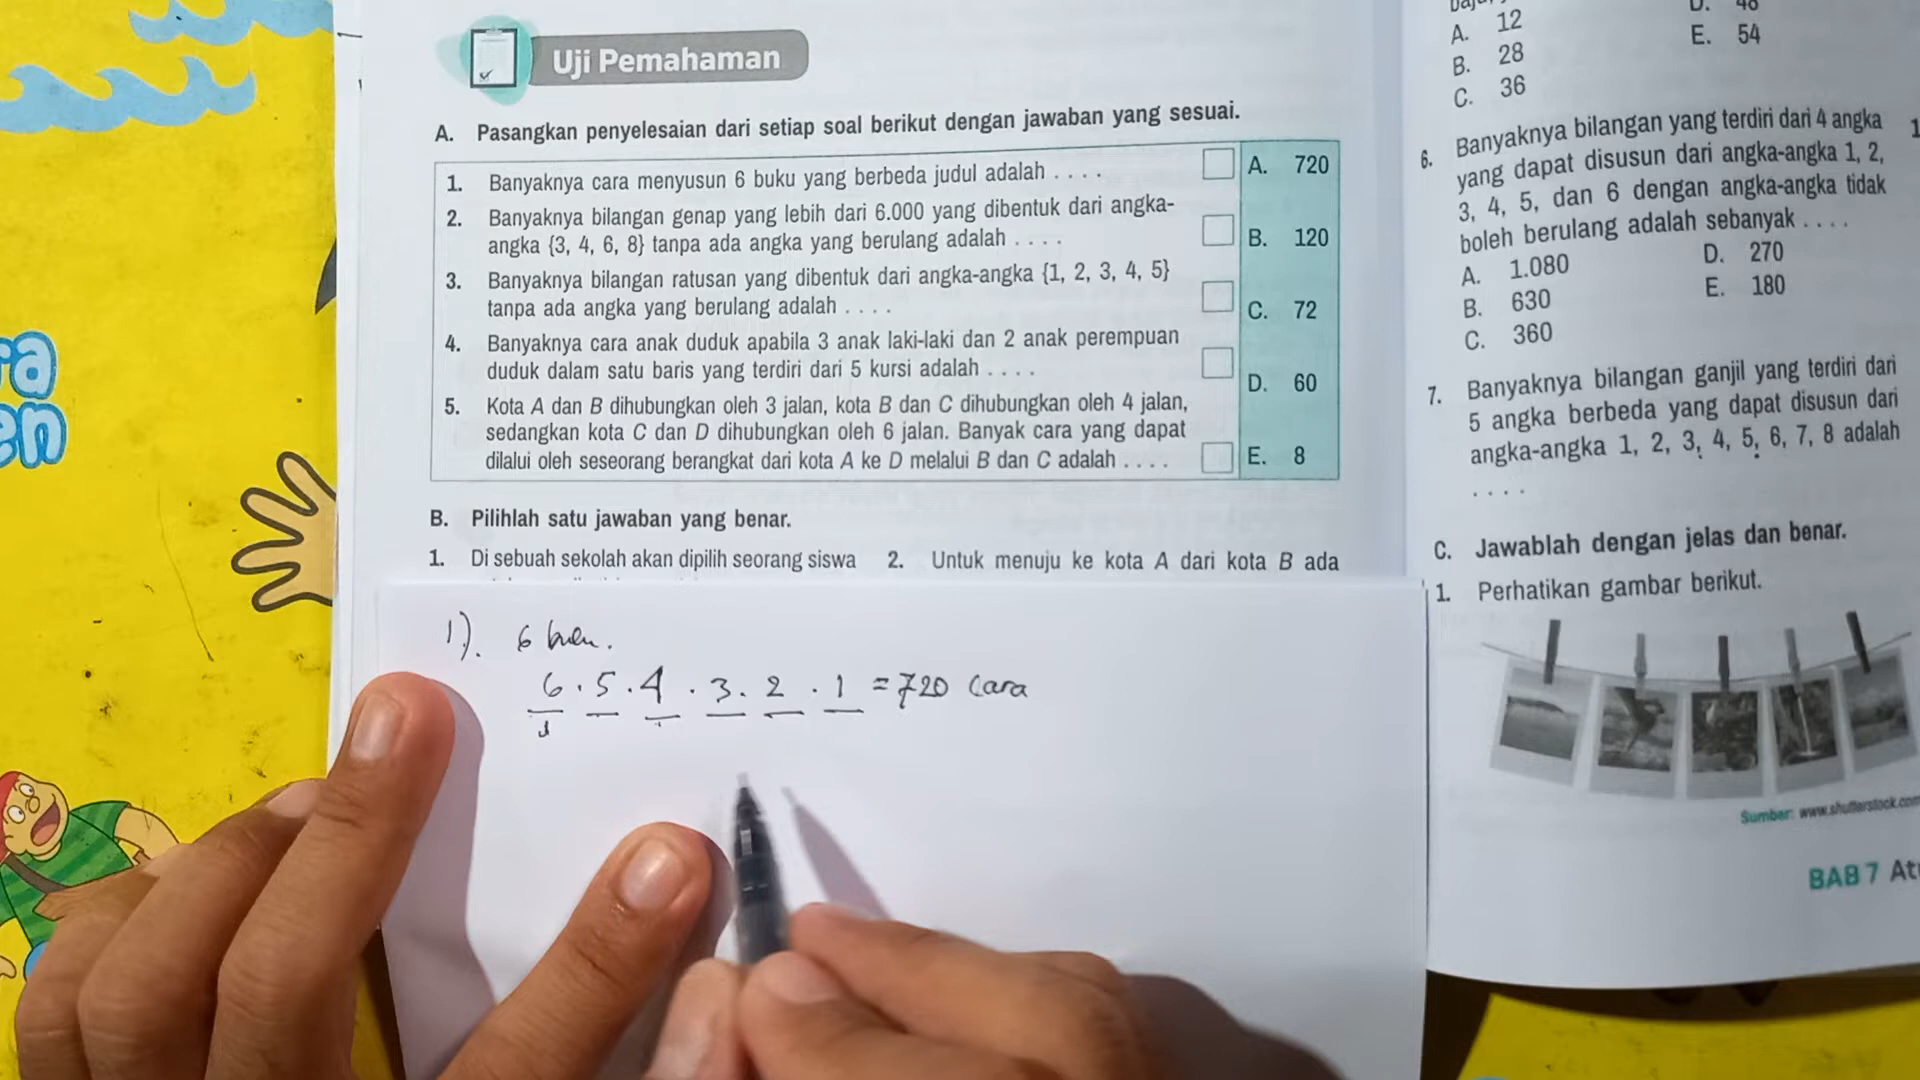 Uji Pemahaman
A. Pasangkan penyelesaian dari setiap soal berikut dengan jawaban yang sesuai.
1. Banyaknya cara menyusun 6 buku yang berbeda judul adalah . . . .
2. Banyaknya bilangan genap yang lebih dari 6.000 yang dibentuk dari angka-
angka {3, 4, 6, 8} tanpa ada angka yang berulang adalah . . . .
3. Banyaknya bilangan ratusan yang dibentuk dari angka-angka {1, 2, 3, 4, 5}
tanpa ada angka yang berulang adalah . . . .
4. Banyaknya cara anak duduk apabila 3 anak laki-laki dan 2 anak perempuan
duduk dalam satu baris yang terdiri dari 5 kursi adalah . . . .
5. Kota A dan B dihubungkan oleh 3 jalan, kota B dan C dihubungkan oleh 4 jalan,
sedangkan kota C dan D dihubungkan oleh 6 jalan. Banyak cara yang dapat
dilalui oleh seseorang berangkat dari kota A ke D melalui B dan C adalah . . . .
A. 720
B. 120
C. 72
D. 60
E. 8
B. Pilihlah satu jawaban yang benar.
1. Di sebuah sekolah akan dipilih seorang siswa
2. Untuk menuju ke kota A dari kota B ada
1). 6
6 . 5 . 4 . 3 . 2 . 1 = 720 Cara
A. 12
B. 28
C. 36
D. 48
E. 54
6. Banyaknya bilangan yang terdiri dari 4 angka
yang dapat disusun dari angka-angka 1, 2,
3, 4, 5, dan 6 dengan angka-angka tidak
boleh berulang adalah sebanyak . . . .
A. 1.080
B. 630
C. 360
D. 270
E. 180
7. Banyaknya bilangan ganjil yang terdiri dari
5 angka berbeda yang dapat disusun dari
angka-angka 1, 2, 3, 4, 5, 6, 7, 8 adalah
. . . .
C. Jawablah dengan jelas dan benar.
1. Perhatikan gambar berikut.
Sumber: www.shutterstock.com
BAB 7 At